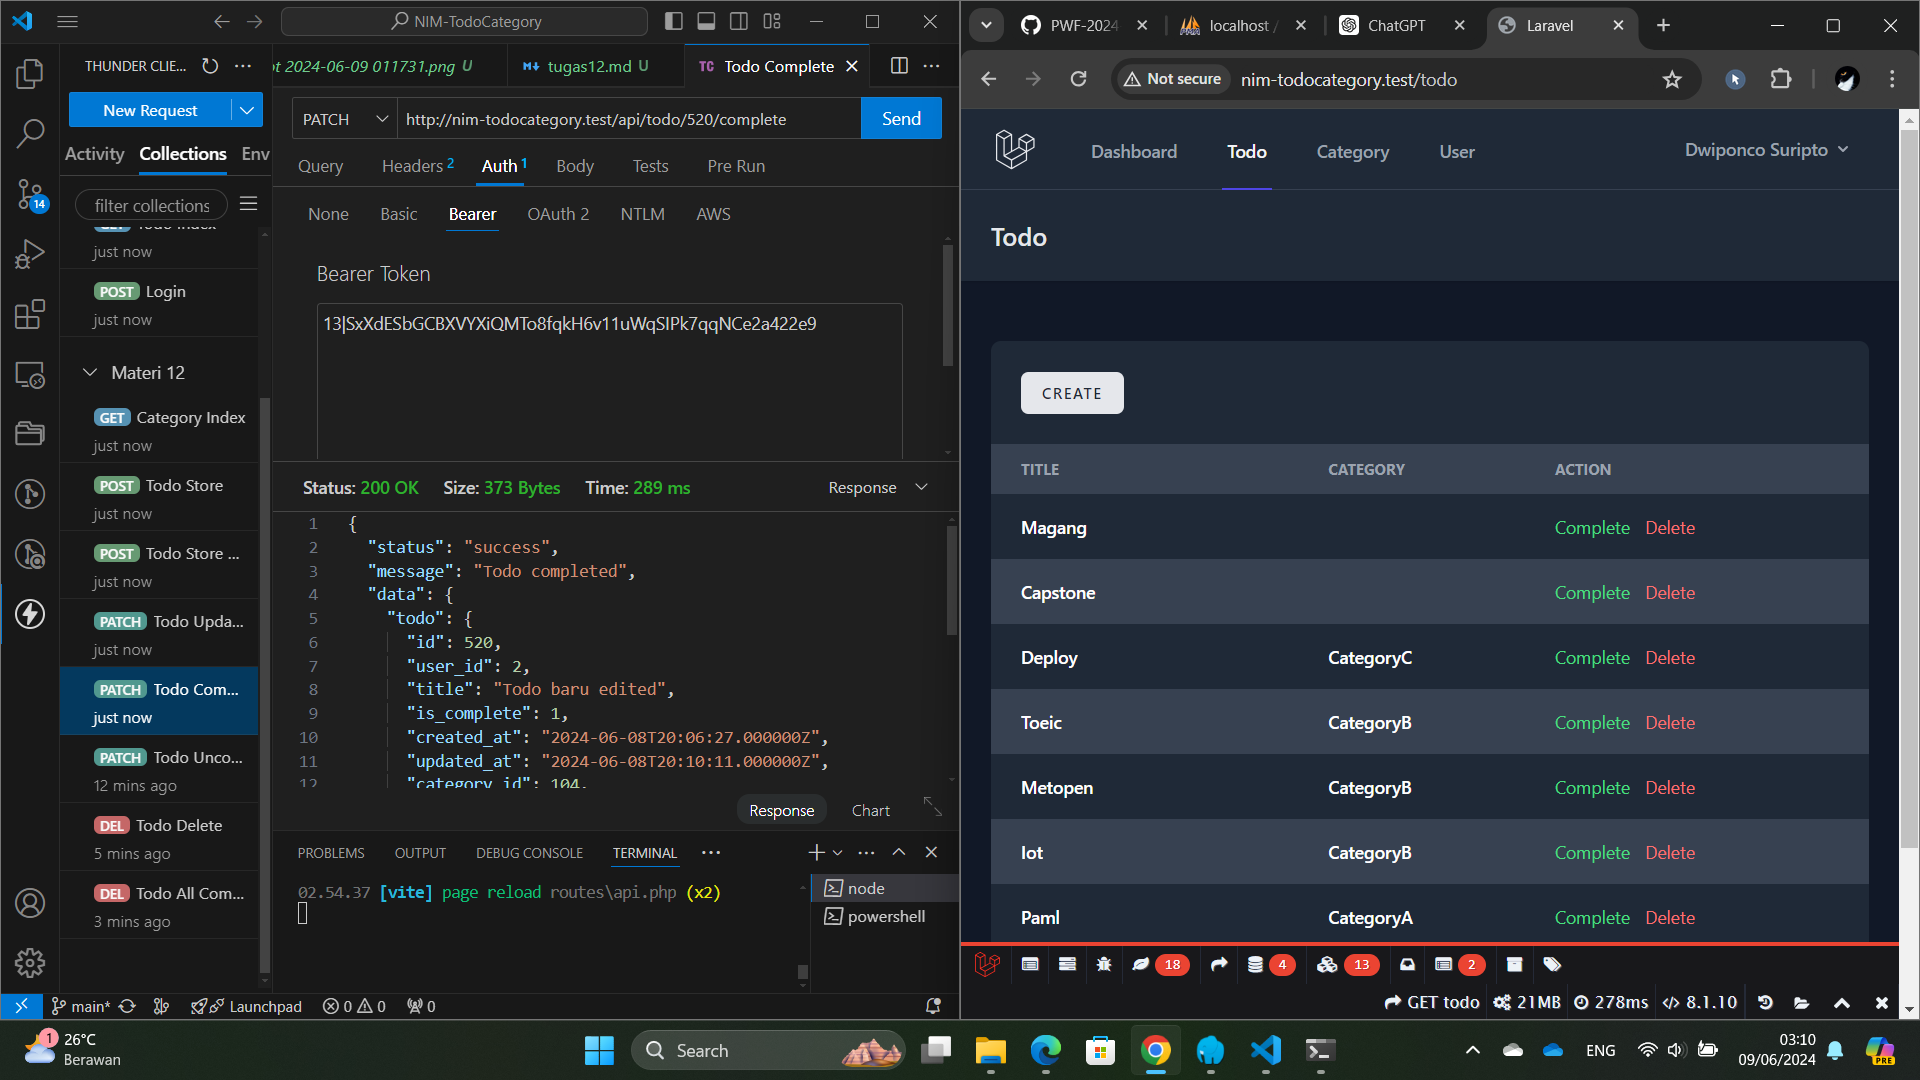 NIM-TodoCategory
THUNDER CLIE...
ot 2024-06-09 011731.png U
tugas12.md U
TC Todo Complete
New Request
Activity
Collections
Env
filter collections
GET Todo Index
just now
POST Login
just now
Materi 12
GET Category Index
just now
POST Todo Store
just now
POST Todo Store ...
just now
PATCH Todo Upda...
just now
PATCH Todo Com...
just now
PATCH Todo Unco...
12 mins ago
DEL Todo Delete
5 mins ago
DEL Todo All Com...
3 mins ago
14
PATCH
http://nim-todocategory.test/api/todo/520/complete
Send
Query
Headers 2
Auth 1
Body
Tests
Pre Run
None
Basic
Bearer
OAuth 2
NTLM
AWS
Bearer Token
13|SxXdESbGCBXVYXiQMTo8fqkH6v11uWqSIPk7qqNCe2a422e9
Status: 200 OK Size: 373 Bytes Time: 289 ms
Response
1 {
2 "status": "success",
3 "message": "Todo completed",
4 "data": {
5 "todo": {
6 "id": 520,
7 "user_id": 2,
8 "title": "Todo baru edited",
9 "is_complete": 1,
10 "created_at": "2024-06-08T20:06:27.000000Z",
11 "updated_at": "2024-06-08T20:10:11.000000Z",
12 "category_id": 104,
Response
Chart
PROBLEMS
OUTPUT
DEBUG CONSOLE
TERMINAL
02.54.37 [vite] page reload routes\api.php (x2)
node
powershell
main*
Launchpad
0
0
0
PWF-2024
localhost /
ChatGPT
Laravel
Not secure
nim-todocategory.test/todo
Dashboard
Todo
Category
User
Dwiponco Suripto
Todo
CREATE
TITLE CATEGORY ACTION
Magang Complete Delete
Capstone Complete Delete
Deploy CategoryC Complete Delete
Toeic CategoryB Complete Delete
Metopen CategoryB Complete Delete
Iot CategoryB Complete Delete
Paml CategoryA Complete Delete
18
4
13
2
GET todo
21MB
278ms
8.1.10
1
26°C
Berawan
Search
ENG
03:10
09/06/2024
PRE